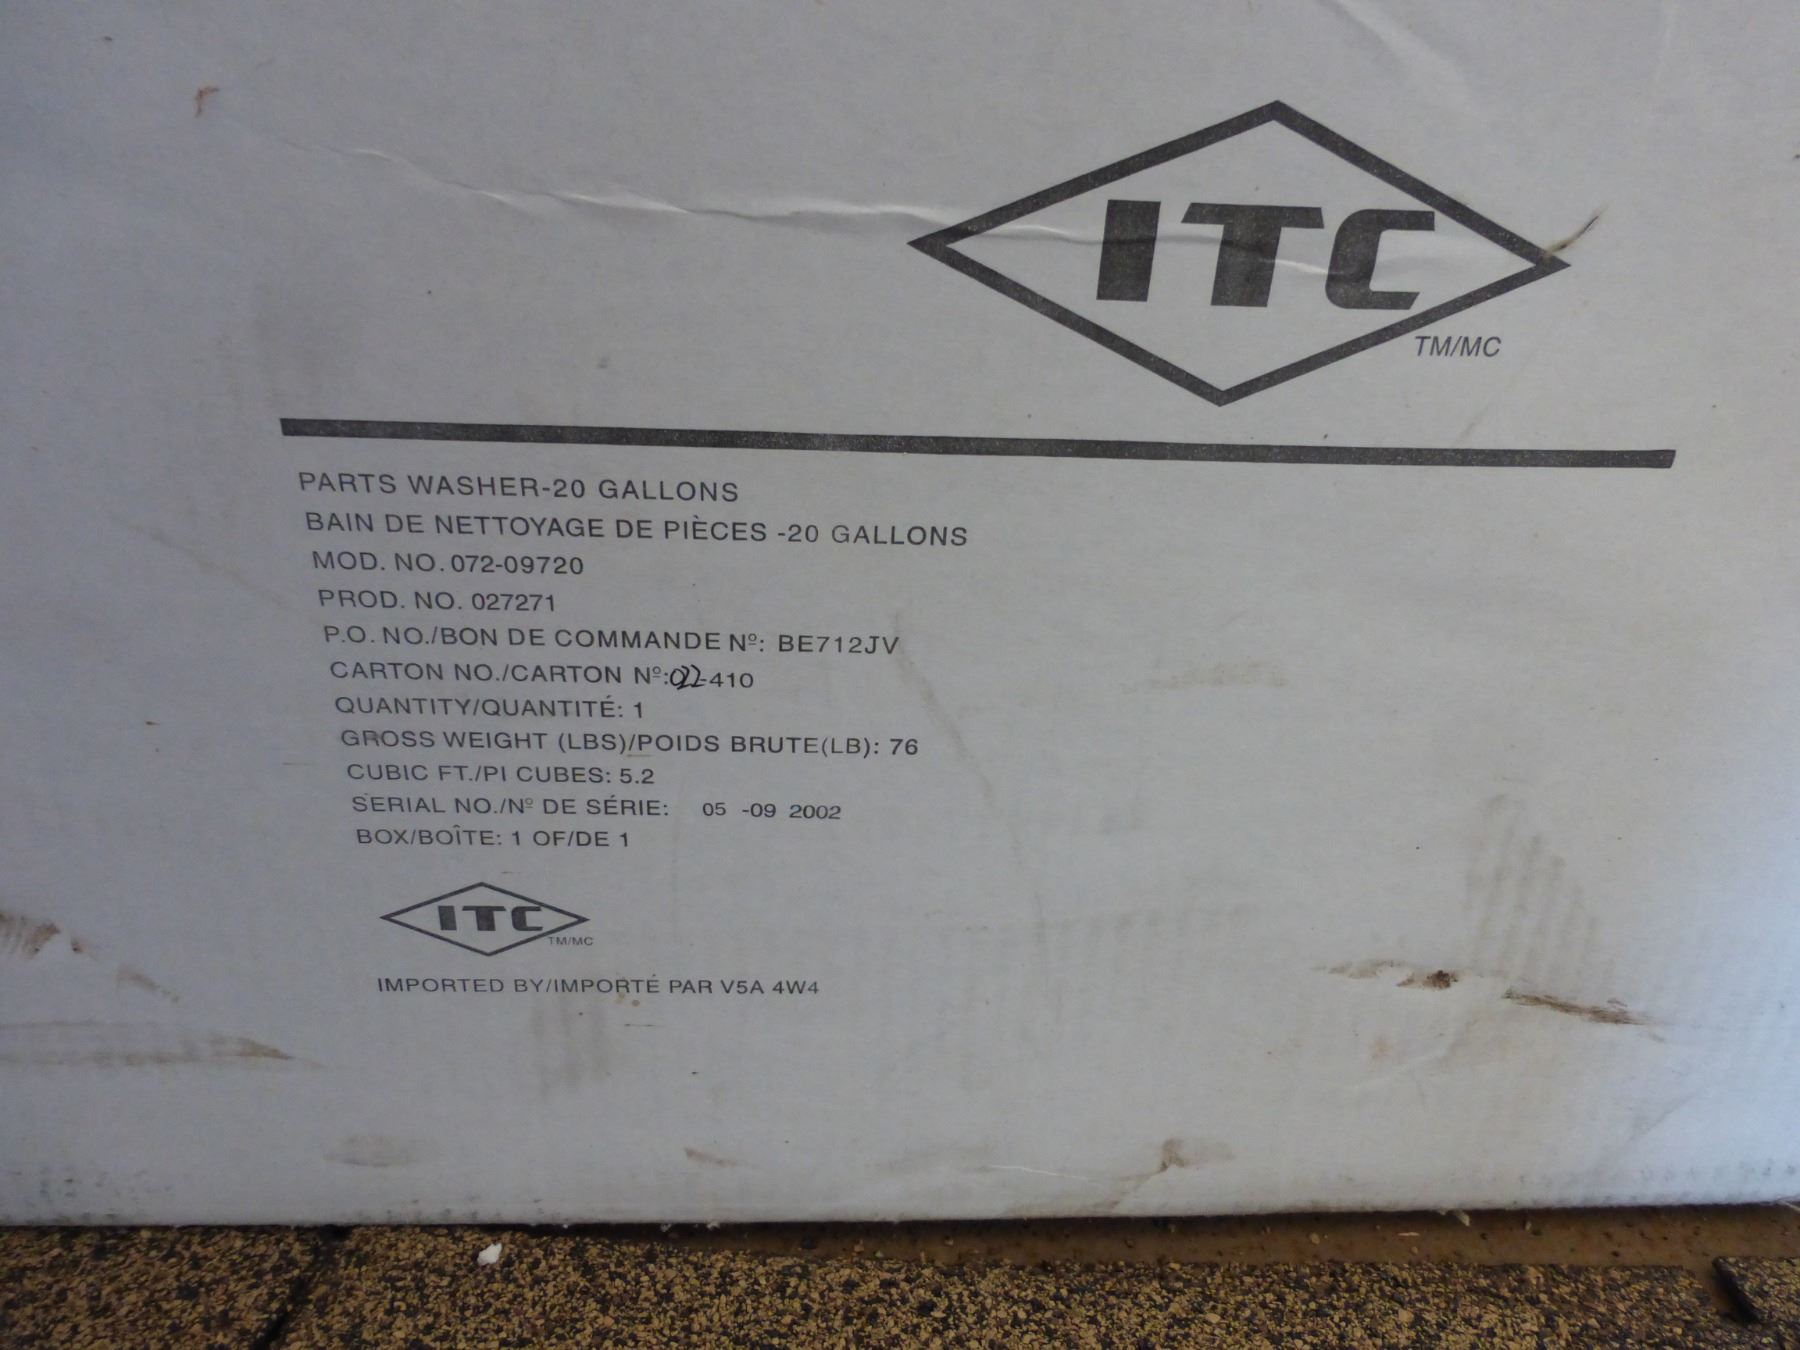 ITC
TM/MC
PARTS WASHER-20 GALLONS
BAIN DE NETTOYAGE DE PIÈCES -20 GALLONS
MOD. NO. 072-09720
PROD. NO. 027271
P.O. NO./BON DE COMMANDE Nº: BE712JV
CARTON NO./CARTON Nº:022-410
QUANTITY/QUANTITÉ: 1
GROSS WEIGHT (LBS)/POIDS BRUTE(LB): 76
CUBIC FT./PI CUBES: 5.2
SERIAL NO./Nº DE SÉRIE: 05 -09 2002
BOX/BOÎTE: 1 OF/DE 1
ITC
TM/MC
IMPORTED BY/IMPORTÉ PAR V5A 4W4